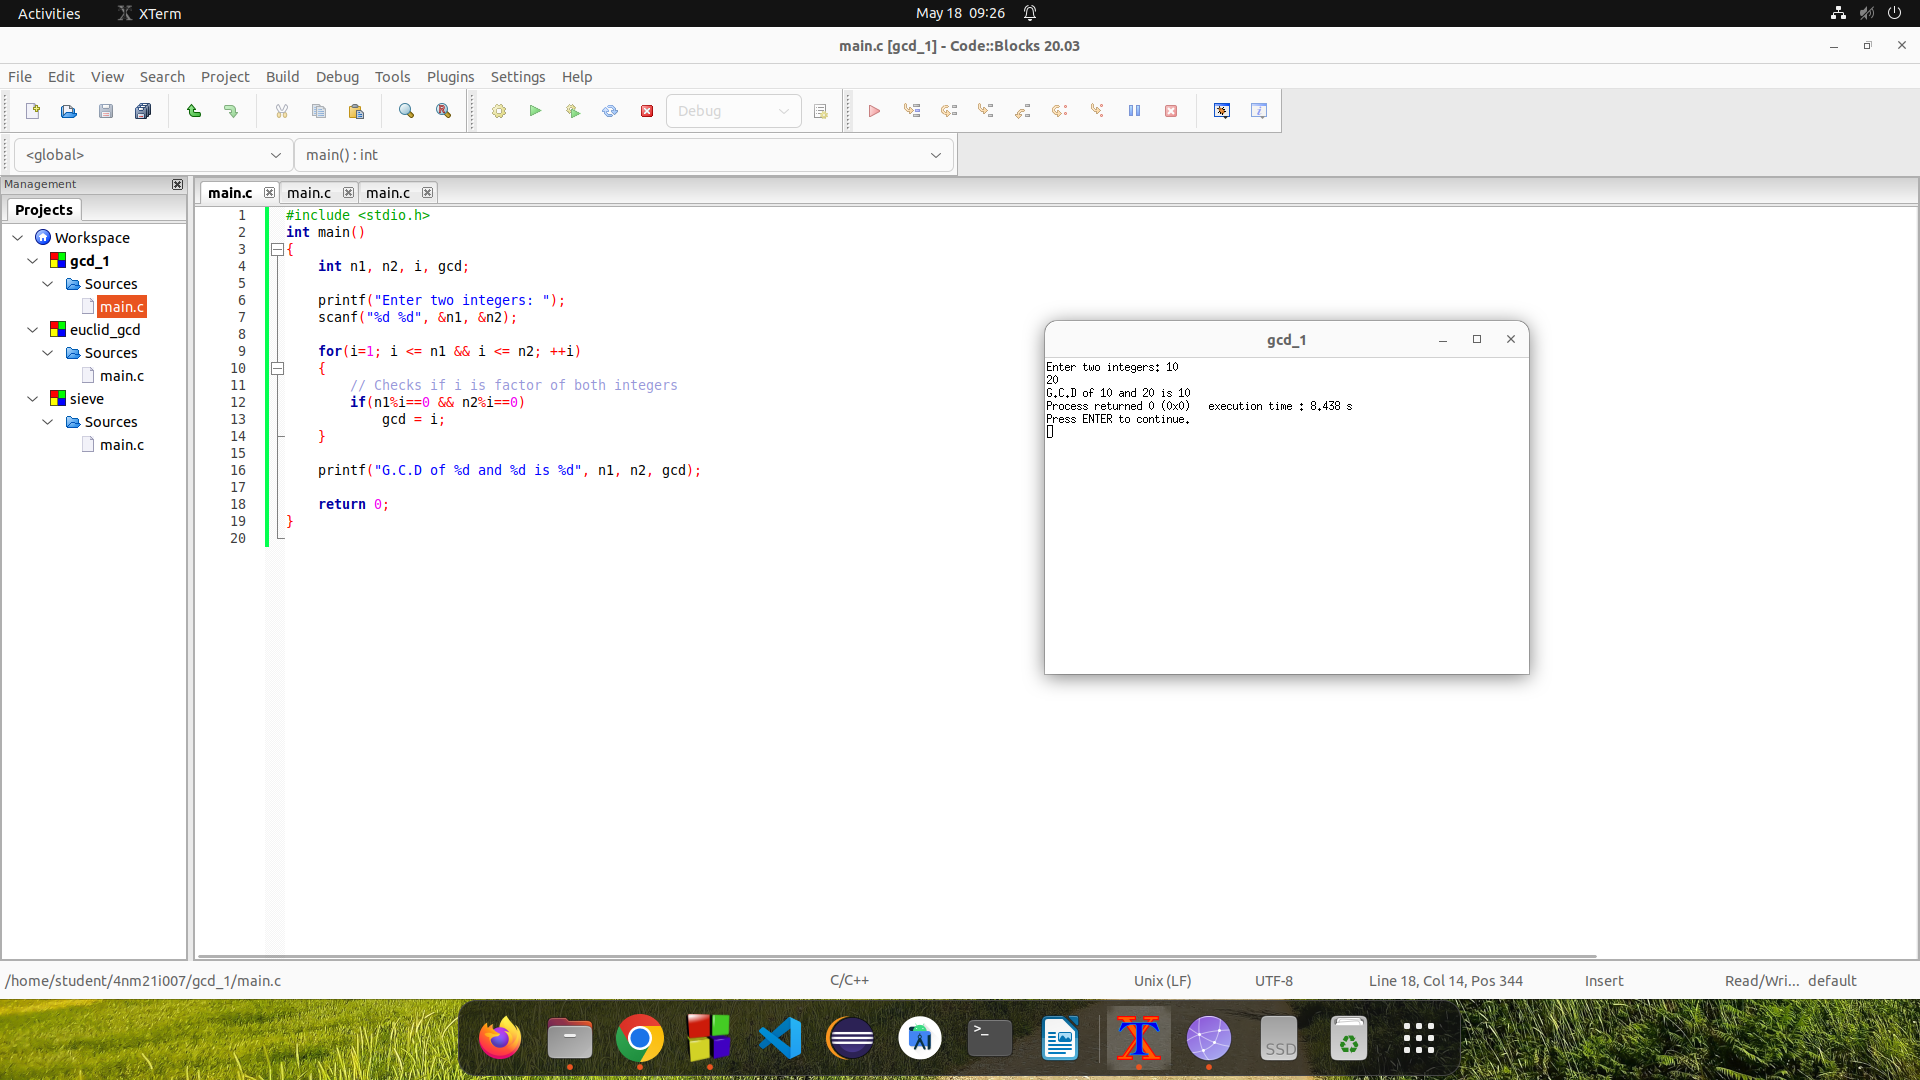 Activities XTerm May 18 09:26
main.c [gcd_1] - Code::Blocks 20.03
File Edit View Search Project Build Debug Tools Plugins Settings Help
Debug
<global> main() : int
Management
Projects
Workspace
gcd_1
Sources
main.c
euclid_gcd
Sources
main.c
sieve
Sources
main.c
main.c main.c main.c
1 #include <stdio.h>
2 int main()
3 {
4 int n1, n2, i, gcd;
5
6 printf("Enter two integers: ");
7 scanf("%d %d", &n1, &n2);
8
9 for(i=1; i <= n1 && i <= n2; ++i)
10 {
11 // Checks if i is factor of both integers
12 if(n1%i==0 && n2%i==0)
13 gcd = i;
14 }
15
16 printf("G.C.D of %d and %d is %d", n1, n2, gcd);
17
18 return 0;
19 }
20
gcd_1
Enter two integers: 10
20
G.C.D of 10 and 20 is 10
Process returned 0 (0x0) execution time : 8.438 s
Press ENTER to continue.
/home/student/4nm21i007/gcd_1/main.c C/C++ Unix (LF) UTF-8 Line 18, Col 14, Pos 344 Insert Read/Wri... default
SSD